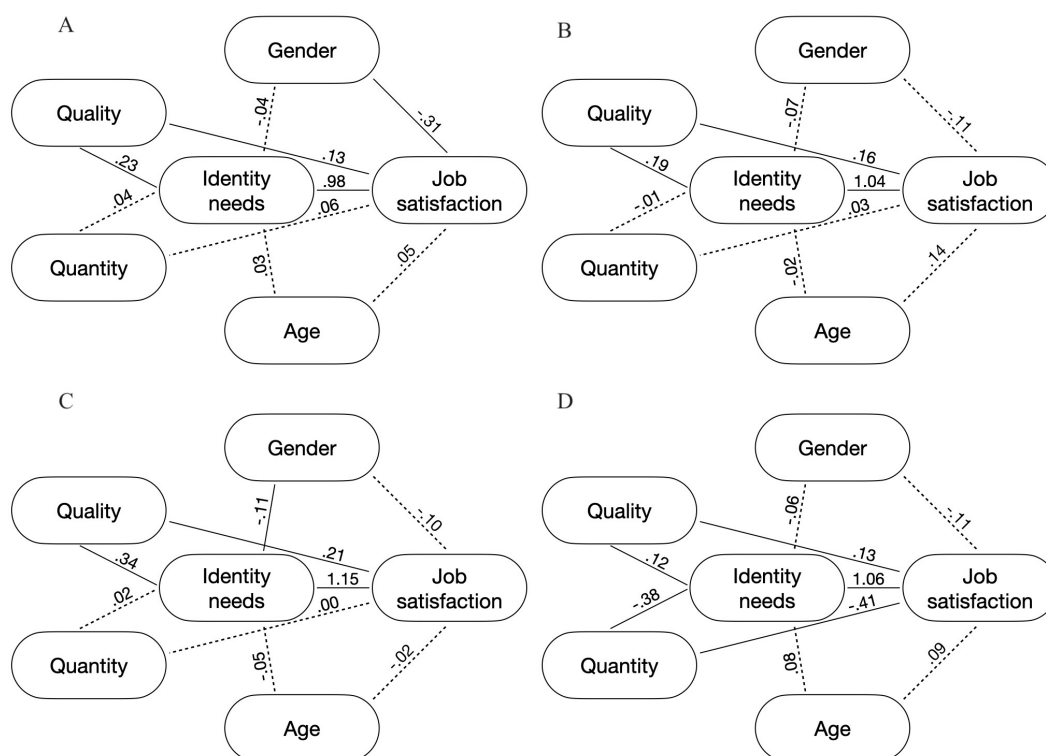 A
Gender
Quality
-.04
-.31
.23
.13
Identity
needs
.98
Job
satisfaction
.04
.06
Quantity
.03
.05
Age
B
Gender
Quality
-.07
-.11
.19
.16
Identity
needs
1.04
Job
satisfaction
-.01
.03
Quantity
-.02
.14
Age
C
Gender
Quality
-.11
-.10
.34
.21
Identity
needs
1.15
Job
satisfaction
.02
.00
Quantity
-.05
-.02
Age
D
Gender
Quality
-.06
-.11
.12
.13
Identity
needs
1.06
Job
satisfaction
-.38
-.41
Quantity
.08
.09
Age